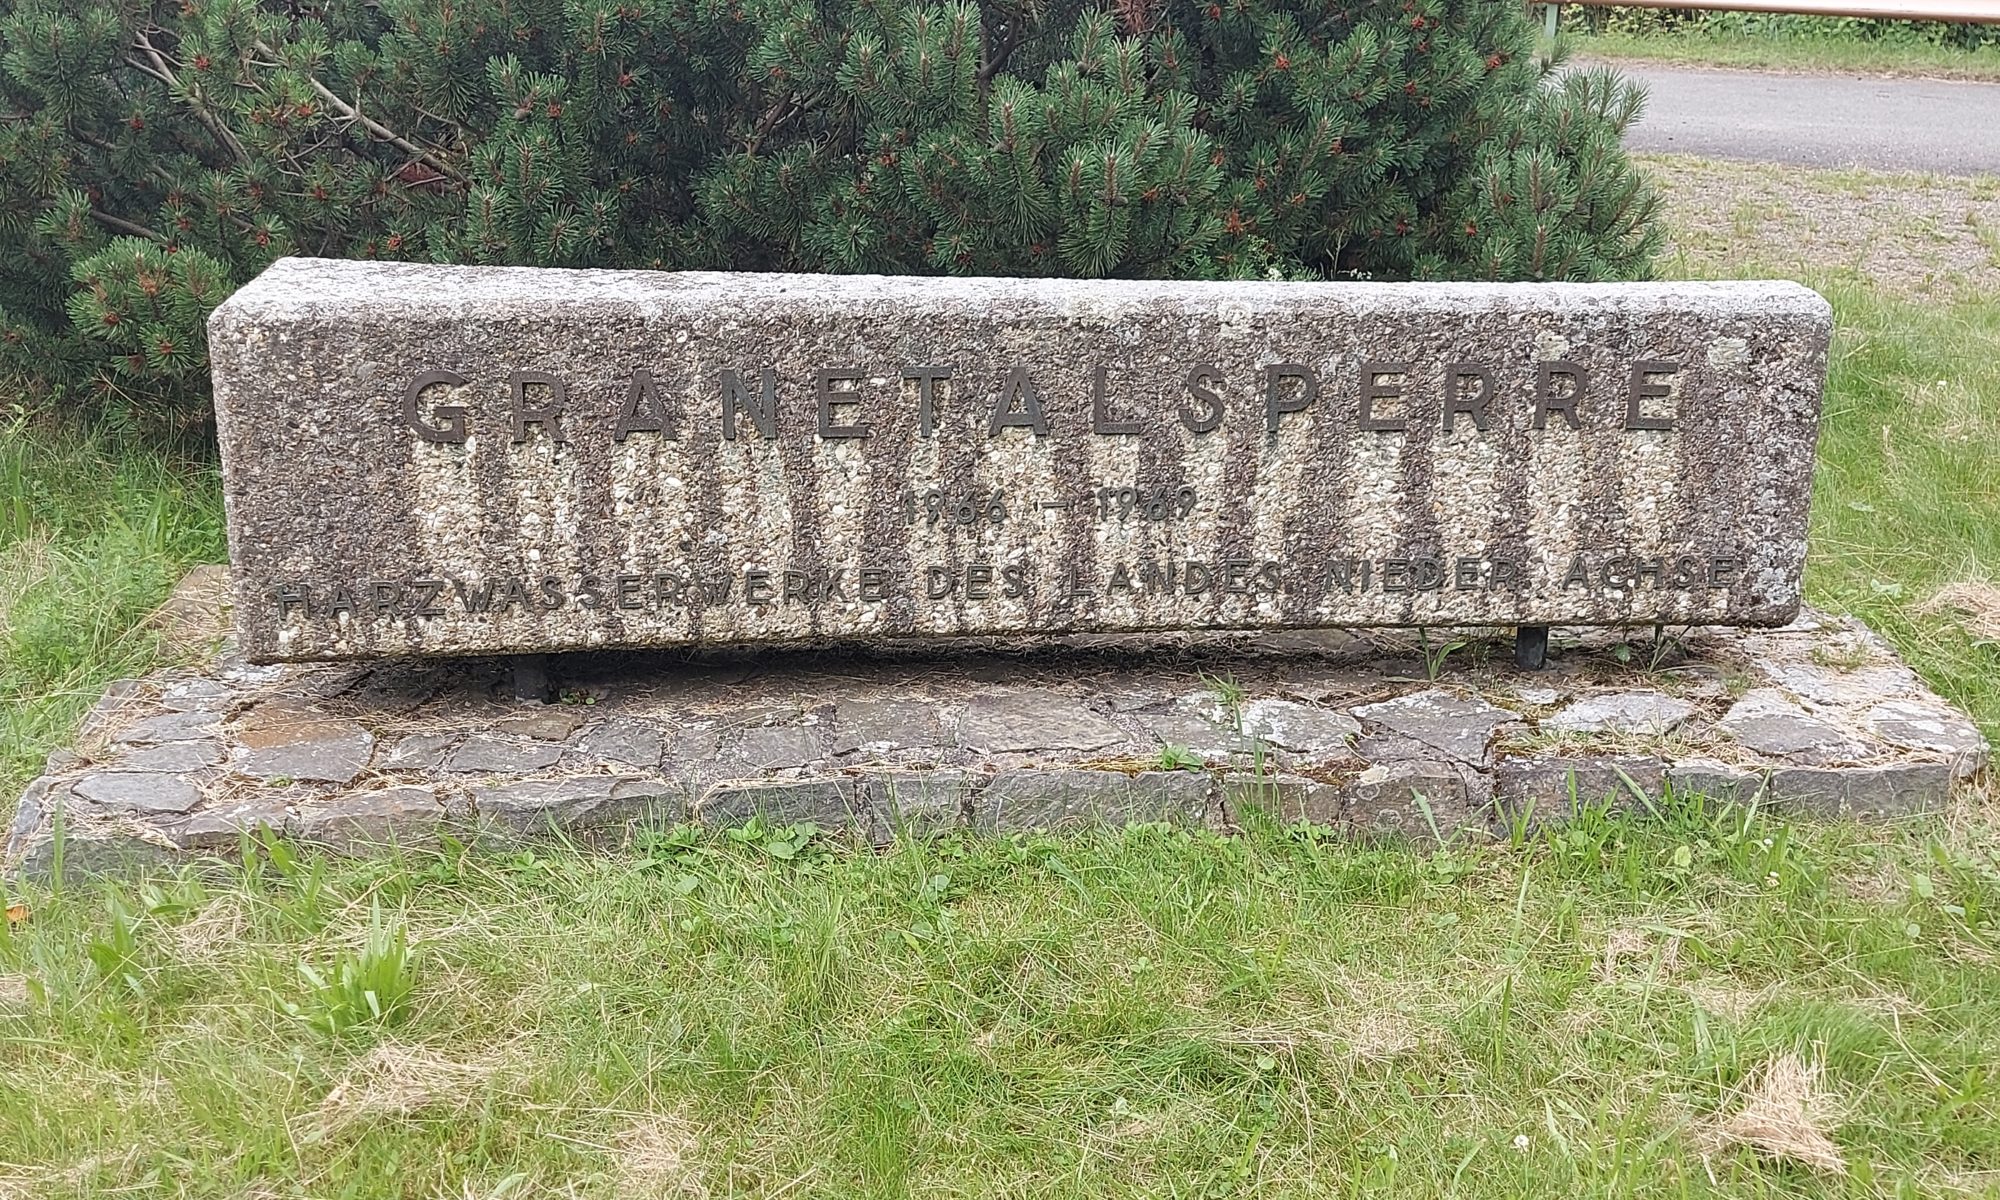 GRANETALSPERRE
1966 - 1969
HARZWASSERWERKE DES LANDES NIEDER ACHSE